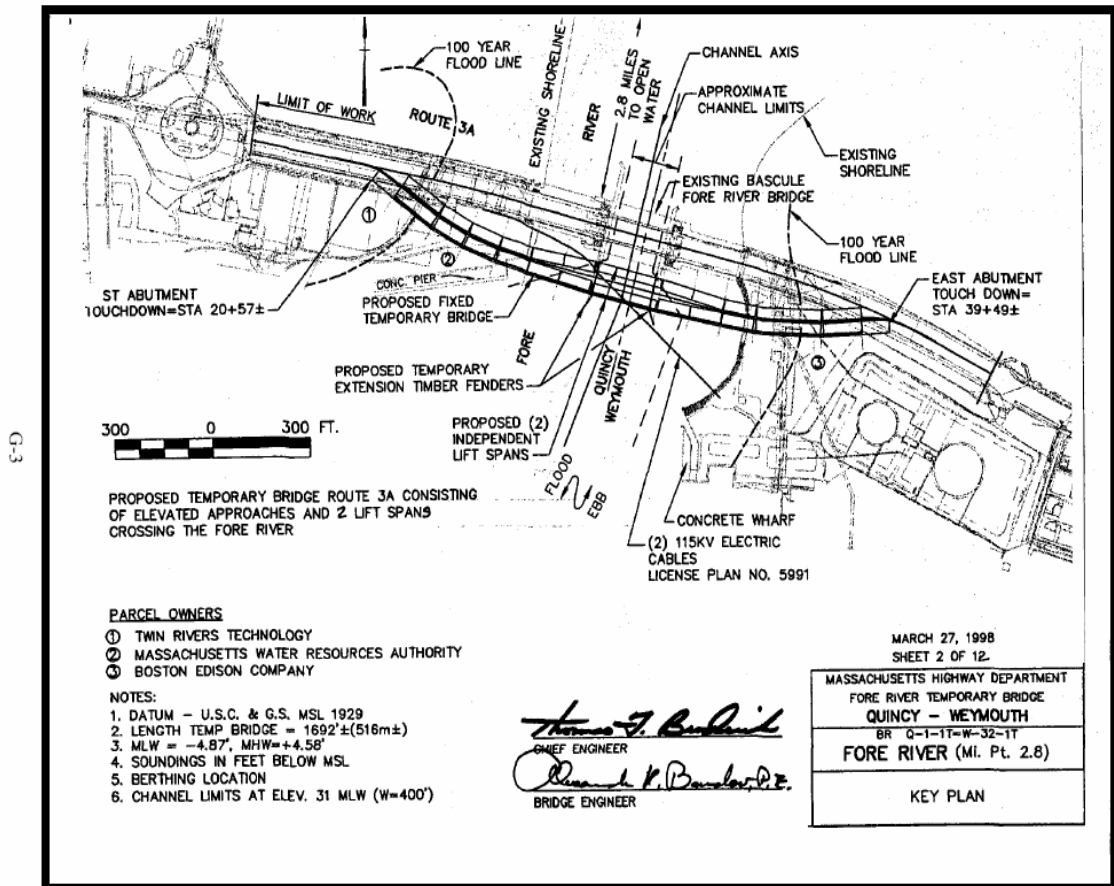 100 YEAR
FLOOD LINE
LIMIT OF WORK
ROUTE 3A
EXISTING SHORELINE
RIVER
2.8 MILES
TO OPEN
WATER
CHANNEL AXIS
APPROXIMATE
CHANNEL LIMITS
EXISTING
SHORELINE
EXISTING BASCULE
FORE RIVER BRIDGE
100 YEAR
FLOOD LINE
EAST ABUTMENT
TOUCH DOWN=
STA 39+49±
1
2
CONC. PIER
ST ABUTMENT
TOUCHDOWN=STA 20+57±
PROPOSED FIXED
TEMPORARY BRIDGE
FORE
3
PROPOSED TEMPORARY
EXTENSION TIMBER FENDERS
QUINCY
WEYMOUTH
PROPOSED (2)
INDEPENDENT
LIFT SPANS
300 0 300 FT.
FLOOD
EBB
G-3
PROPOSED TEMPORARY BRIDGE ROUTE 3A CONSISTING
OF ELEVATED APPROACHES AND 2 LIFT SPANS
CROSSING THE FORE RIVER
CONCRETE WHARF
(2) 115KV ELECTRIC
CABLES
LICENSE PLAN NO. 5991
PARCEL OWNERS
1 TWIN RIVERS TECHNOLOGY
2 MASSACHUSETTS WATER RESOURCES AUTHORITY
3 BOSTON EDISON COMPANY
NOTES:
1. DATUM - U.S.C. & G.S. MSL 1929
2. LENGTH TEMP BRIDGE = 1692'±(516m±)
3. MLW = -4.87', MHW=+4.58'
4. SOUNDINGS IN FEET BELOW MSL
5. BERTHING LOCATION
6. CHANNEL LIMITS AT ELEV. 31 MLW (W=400')
Thomas F.
CHIEF ENGINEER
P.E.
BRIDGE ENGINEER
MARCH 27, 1998
SHEET 2 OF 12
MASSACHUSETTS HIGHWAY DEPARTMENT
FORE RIVER TEMPORARY BRIDGE
QUINCY - WEYMOUTH
BR Q-1-1T=W-32-1T
FORE RIVER (Mi. Pt. 2.8)
KEY PLAN